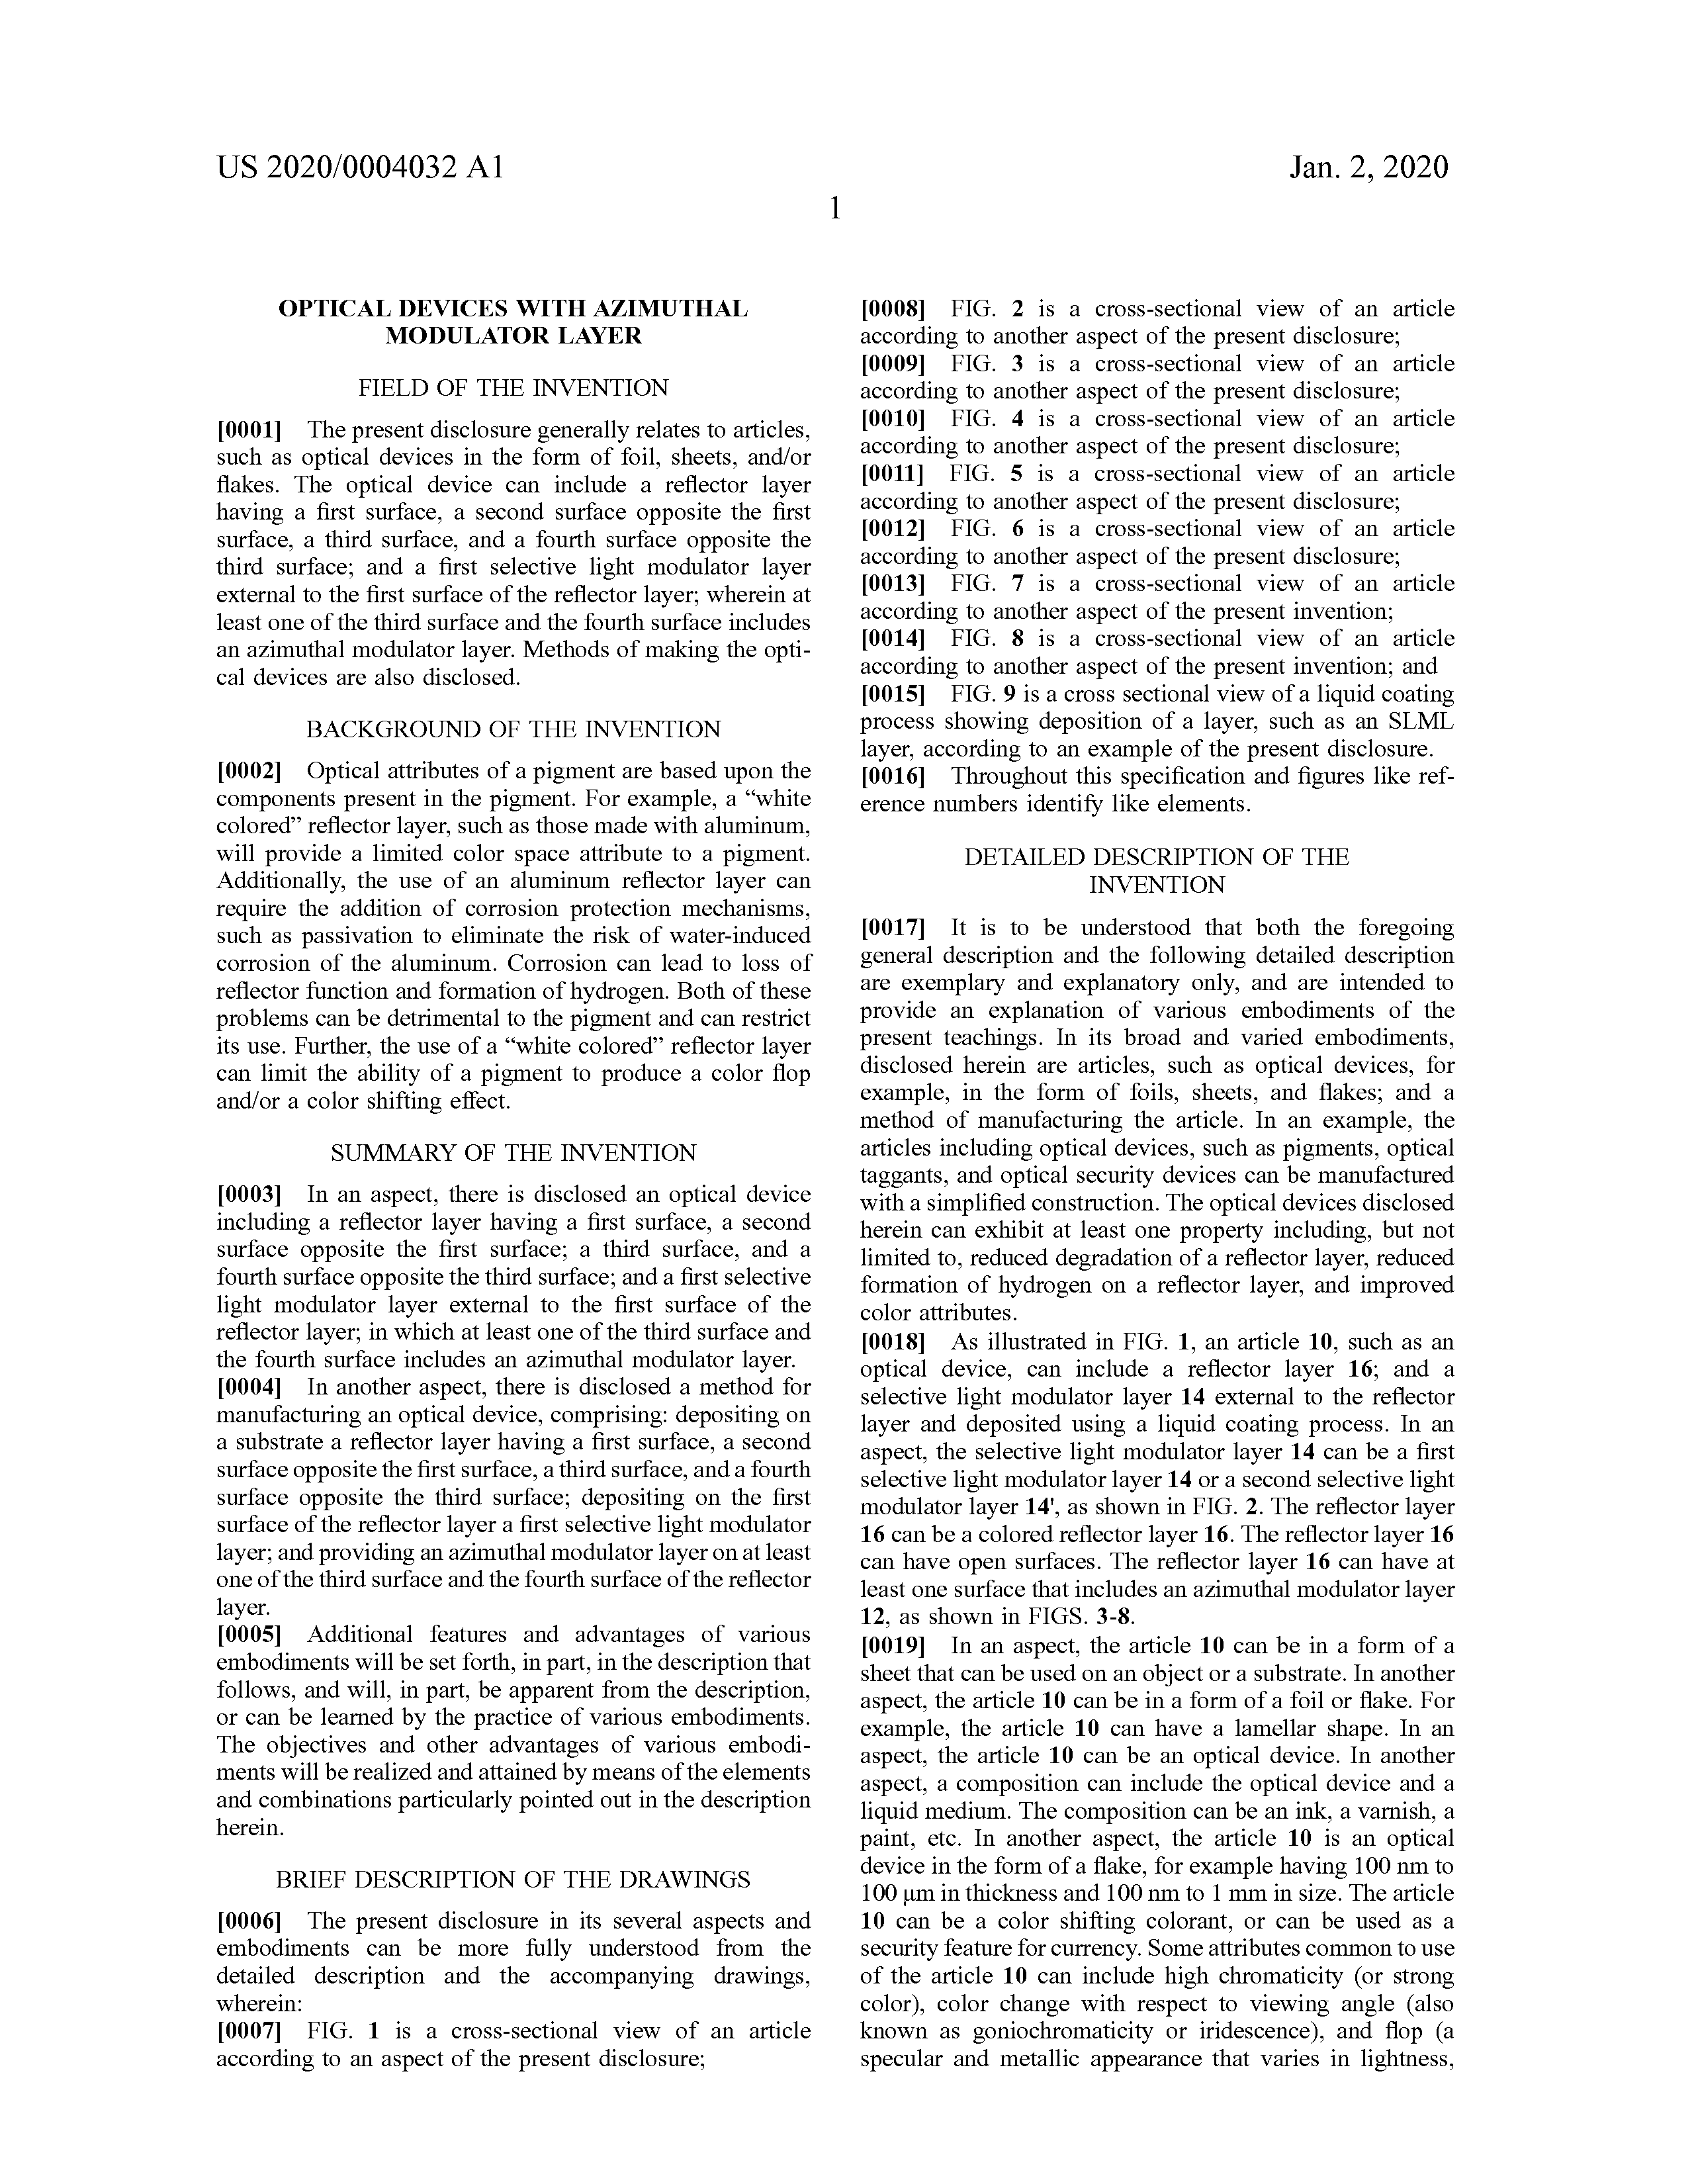 US 2020/0004032 A1
Jan. 2, 2020
1
OPTICAL DEVICES WITH AZIMUTHAL
MODULATOR LAYER
FIELD OF THE INVENTION
[0001] The present disclosure generally relates to articles,
such as optical devices in the form of foil, sheets, and/or
flakes. The optical device can include a reflector layer
having a first surface, a second surface opposite the first
surface, a third surface, and a fourth surface opposite the
third surface; and a first selective light modulator layer
external to the first surface of the reflector layer; wherein at
least one of the third surface and the fourth surface includes
an azimuthal modulator layer. Methods of making the opti-
cal devices are also disclosed.
BACKGROUND OF THE INVENTION
[0002] Optical attributes of a pigment are based upon the
components present in the pigment. For example, a “white
colored” reflector layer, such as those made with aluminum,
will provide a limited color space attribute to a pigment.
Additionally, the use of an aluminum reflector layer can
require the addition of corrosion protection mechanisms,
such as passivation to eliminate the risk of water-induced
corrosion of the aluminum. Corrosion can lead to loss of
reflector function and formation of hydrogen. Both of these
problems can be detrimental to the pigment and can restrict
its use. Further, the use of a “white colored” reflector layer
can limit the ability of a pigment to produce a color flop
and/or a color shifting effect.
SUMMARY OF THE INVENTION
[0003] In an aspect, there is disclosed an optical device
including a reflector layer having a first surface, a second
surface opposite the first surface; a third surface, and a
fourth surface opposite the third surface; and a first selective
light modulator layer external to the first surface of the
reflector layer; in which at least one of the third surface and
the fourth surface includes an azimuthal modulator layer.
[0004] In another aspect, there is disclosed a method for
manufacturing an optical device, comprising: depositing on
a substrate a reflector layer having a first surface, a second
surface opposite the first surface, a third surface, and a fourth
surface opposite the third surface; depositing on the first
surface of the reflector layer a first selective light modulator
layer; and providing an azimuthal modulator layer on at least
one of the third surface and the fourth surface of the reflector
layer.
[0005] Additional features and advantages of various
embodiments will be set forth, in part, in the description that
follows, and will, in part, be apparent from the description,
or can be learned by the practice of various embodiments.
The objectives and other advantages of various embodi-
ments will be realized and attained by means of the elements
and combinations particularly pointed out in the description
herein.
BRIEF DESCRIPTION OF THE DRAWINGS
[0006] The present disclosure in its several aspects and
embodiments can be more fully understood from the
detailed description and the accompanying drawings,
wherein:
[0007] FIG. 1 is a cross-sectional view of an article
according to an aspect of the present disclosure;
[0008] FIG. 2 is a cross-sectional view of an article
according to another aspect of the present disclosure;
[0009] FIG. 3 is a cross-sectional view of an article
according to another aspect of the present disclosure;
[0010] FIG. 4 is a cross-sectional view of an article
according to another aspect of the present disclosure;
[0011] FIG. 5 is a cross-sectional view of an article
according to another aspect of the present disclosure;
[0012] FIG. 6 is a cross-sectional view of an article
according to another aspect of the present disclosure;
[0013] FIG. 7 is a cross-sectional view of an article
according to another aspect of the present invention;
[0014] FIG. 8 is a cross-sectional view of an article
according to another aspect of the present invention; and
[0015] FIG. 9 is a cross sectional view of a liquid coating
process showing deposition of a layer, such as an SLML
layer, according to an example of the present disclosure.
[0016] Throughout this specification and figures like ref-
erence numbers identify like elements.
DETAILED DESCRIPTION OF THE
INVENTION
[0017] It is to be understood that both the foregoing
general description and the following detailed description
are exemplary and explanatory only, and are intended to
provide an explanation of various embodiments of the
present teachings. In its broad and varied embodiments,
disclosed herein are articles, such as optical devices, for
example, in the form of foils, sheets, and flakes; and a
method of manufacturing the article. In an example, the
articles including optical devices, such as pigments, optical
taggants, and optical security devices can be manufactured
with a simplified construction. The optical devices disclosed
herein can exhibit at least one property including, but not
limited to, reduced degradation of a reflector layer, reduced
formation of hydrogen on a reflector layer, and improved
color attributes.
[0018] As illustrated in FIG. 1, an article 10, such as an
optical device, can include a reflector layer 16; and a
selective light modulator layer 14 external to the reflector
layer and deposited using a liquid coating process. In an
aspect, the selective light modulator layer 14 can be a first
selective light modulator layer 14 or a second selective light
modulator layer 14', as shown in FIG. 2. The reflector layer
16 can be a colored reflector layer 16. The reflector layer 16
can have open surfaces. The reflector layer 16 can have at
least one surface that includes an azimuthal modulator layer
12, as shown in FIGS. 3-8.
[0019] In an aspect, the article 10 can be in a form of a
sheet that can be used on an object or a substrate. In another
aspect, the article 10 can be in a form of a foil or flake. For
example, the article 10 can have a lamellar shape. In an
aspect, the article 10 can be an optical device. In another
aspect, a composition can include the optical device and a
liquid medium. The composition can be an ink, a varnish, a
paint, etc. In another aspect, the article 10 is an optical
device in the form of a flake, for example having 100 nm to
100 μm in thickness and 100 nm to 1 mm in size. The article
10 can be a color shifting colorant, or can be used as a
security feature for currency. Some attributes common to use
of the article 10 can include high chromaticity (or strong
color), color change with respect to viewing angle (also
known as goniochromaticity or iridescence), and flop (a
specular and metallic appearance that varies in lightness,